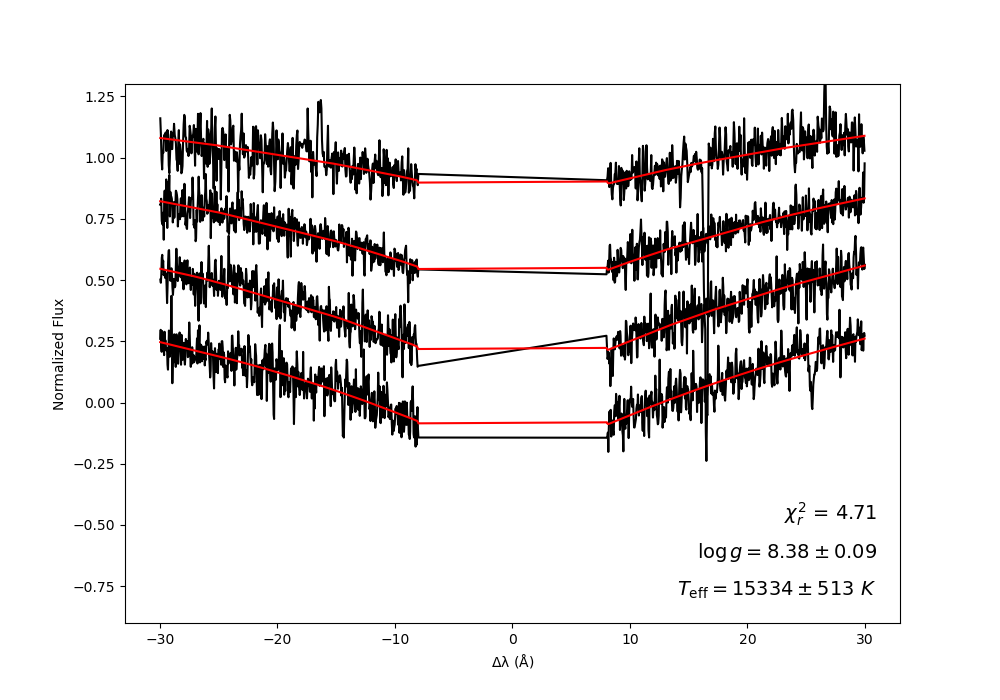 1.25
1.00
0.75
0.50
0.25
0.00
−0.25
−0.50
−0.75
Normalized Flux
χ²ᵣ = 4.71
log g = 8.38 ± 0.09
T_eff = 15334 ± 513 K
−30 −20 −10 0 10 20 30
Δλ (Å)